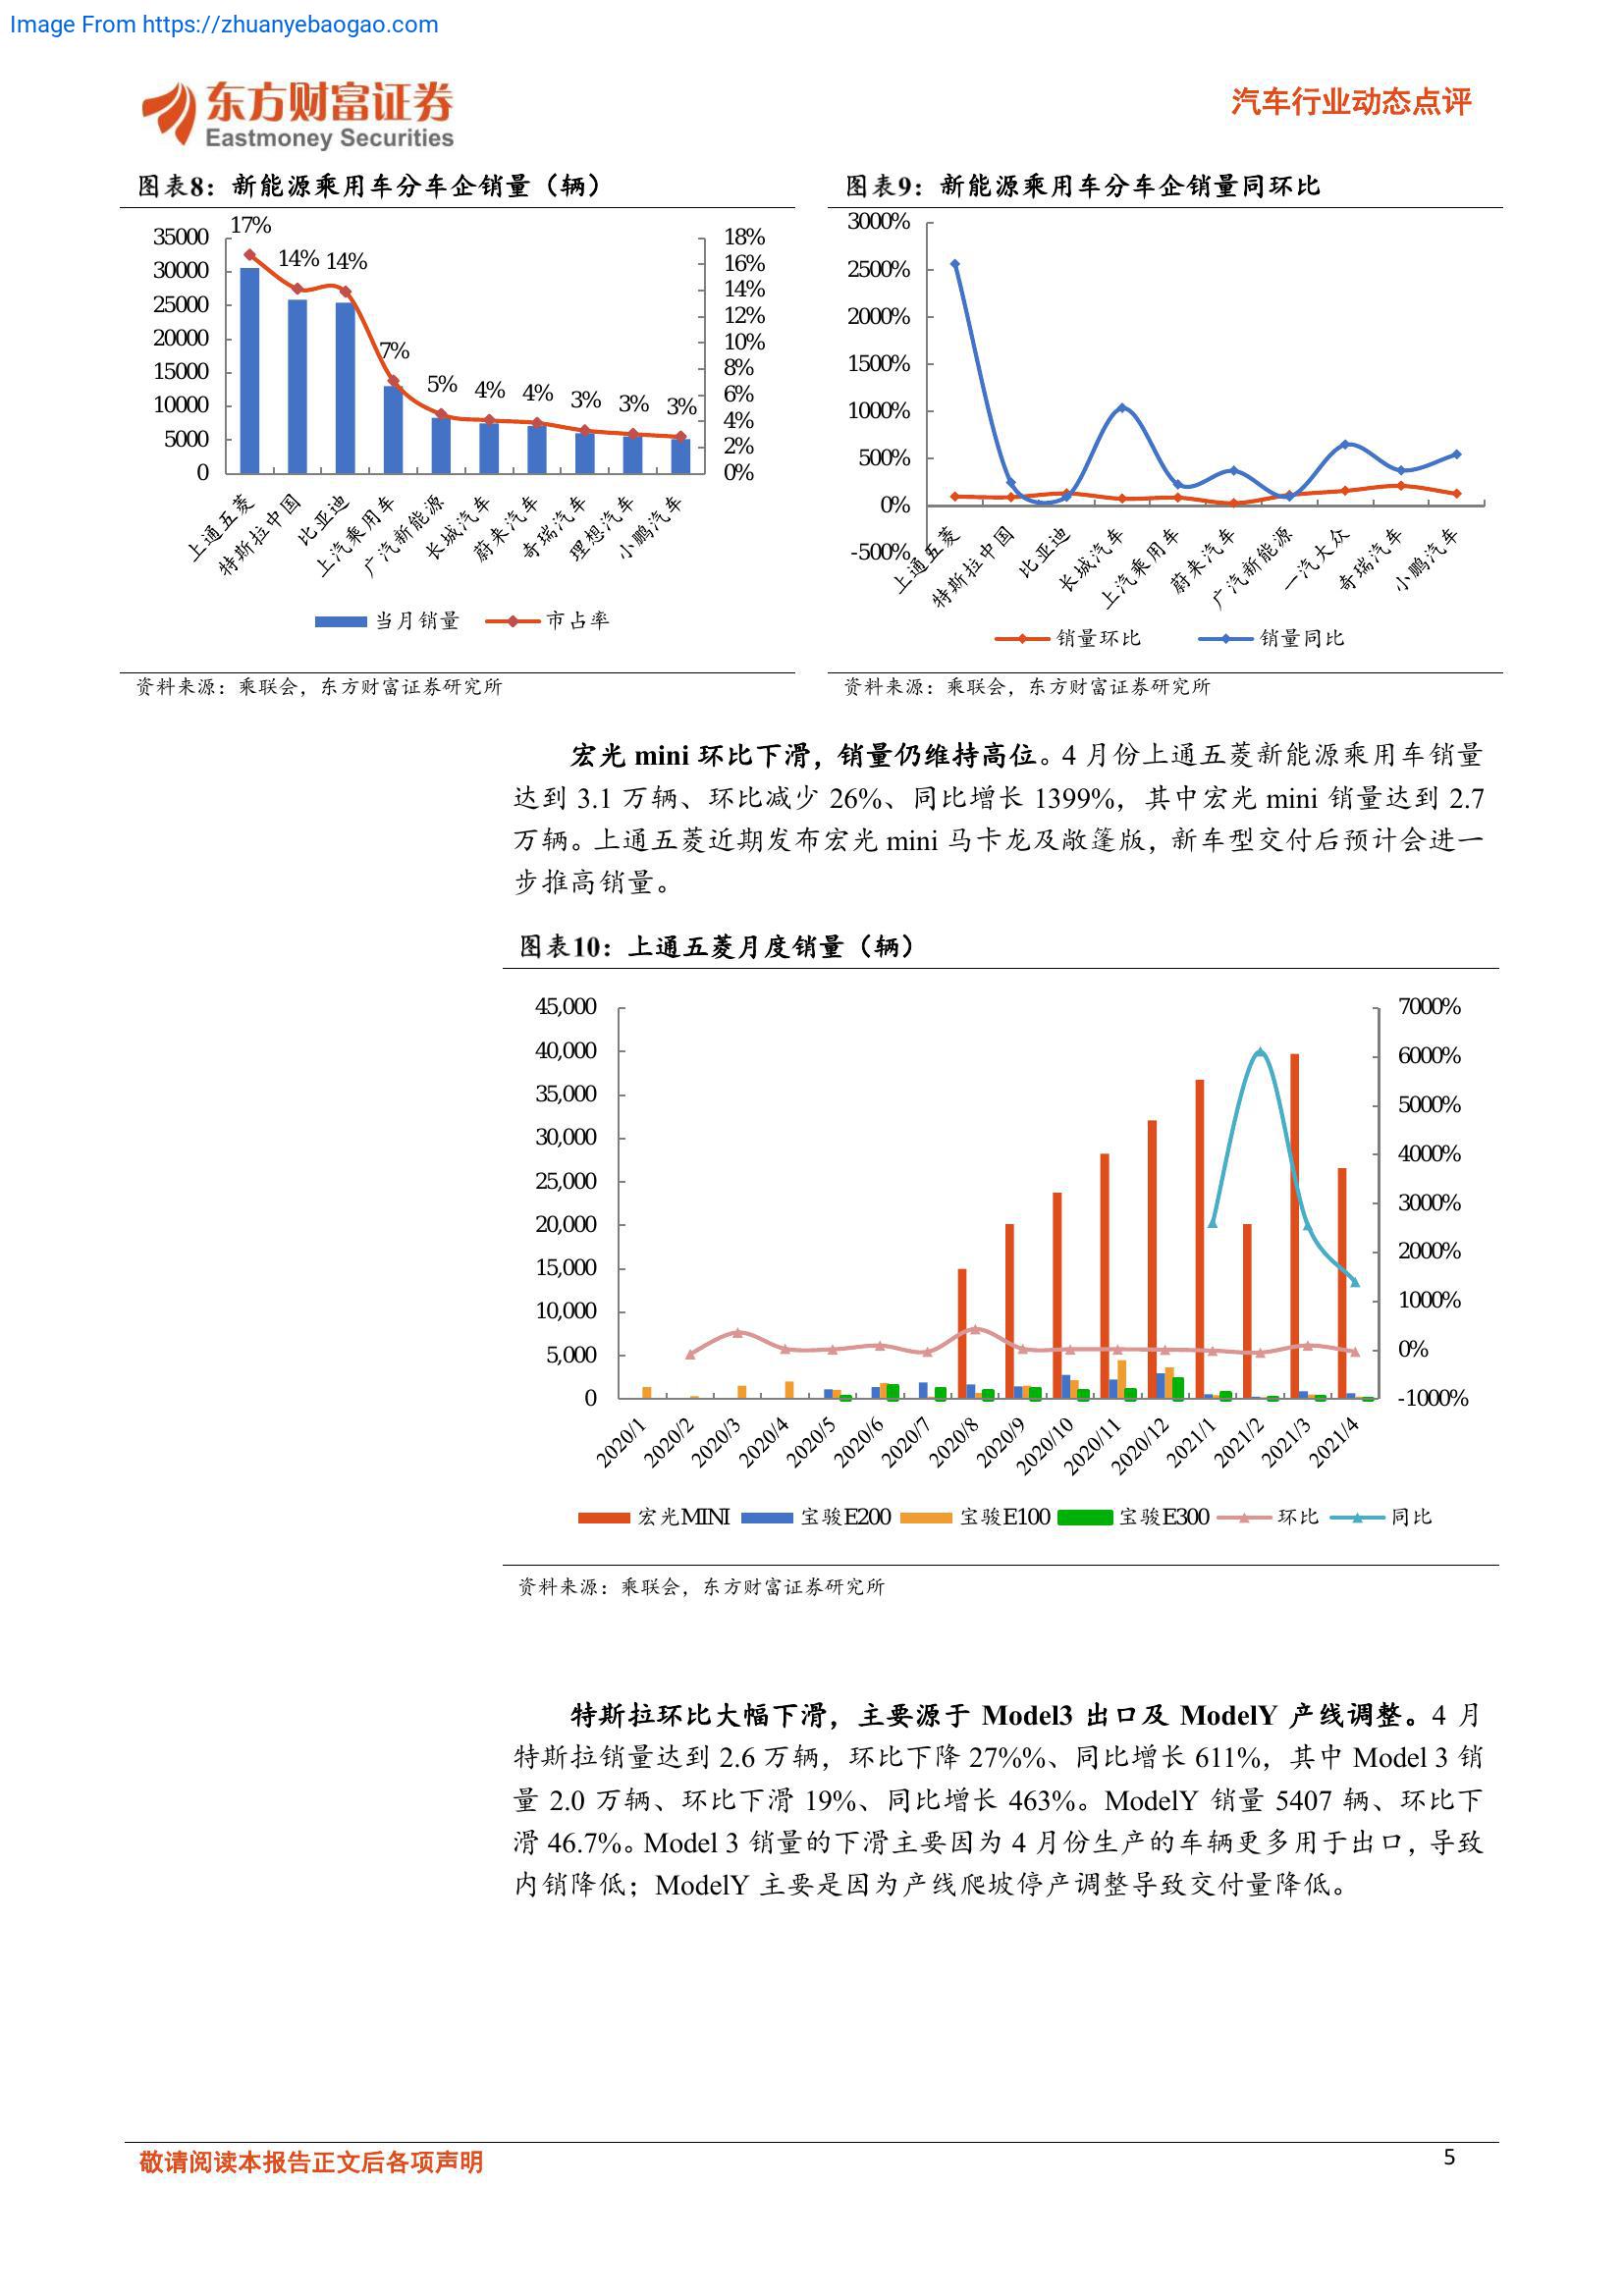 Image From https://zhuanyebaogao.com
东方财富证券
Eastmoney Securities
汽车行业动态点评
图表8：新能源乘用车分车企销量（辆）
17%
14% 14%
7%
5% 4% 4% 3% 3% 3%
35000
30000
25000
20000
15000
10000
5000
0
18%
16%
14%
12%
10%
8%
6%
4%
2%
0%
上通五菱
特斯拉中国
比亚迪
上汽乘用车
广汽新能源
长城汽车
蔚来汽车
奇瑞汽车
理想汽车
小鹏汽车
当月销量 市占率
资料来源：乘联会，东方财富证券研究所
图表9：新能源乘用车分车企销量同环比
3000%
2500%
2000%
1500%
1000%
500%
0%
-500%
上通五菱
特斯拉中国
比亚迪
长城汽车
上汽乘用车
蔚来汽车
广汽新能源
一汽大众
奇瑞汽车
小鹏汽车
销量环比 销量同比
资料来源：乘联会，东方财富证券研究所
宏光 mini 环比下滑，销量仍维持高位。4 月份上通五菱新能源乘用车销量
达到 3.1 万辆、环比减少 26%、同比增长 1399%，其中宏光 mini 销量达到 2.7
万辆。上通五菱近期发布宏光 mini 马卡龙及敞篷版，新车型交付后预计会进一
步推高销量。
图表10：上通五菱月度销量（辆）
45,000
40,000
35,000
30,000
25,000
20,000
15,000
10,000
5,000
0
7000%
6000%
5000%
4000%
3000%
2000%
1000%
0%
-1000%
2020/1
2020/2
2020/3
2020/4
2020/5
2020/6
2020/7
2020/8
2020/9
2020/10
2020/11
2020/12
2021/1
2021/2
2021/3
2021/4
宏光MINI 宝骏E200 宝骏E100 宝骏E300 环比 同比
资料来源：乘联会，东方财富证券研究所
特斯拉环比大幅下滑，主要源于 Model3 出口及 ModelY 产线调整。4 月
特斯拉销量达到 2.6 万辆，环比下降 27%%、同比增长 611%，其中 Model 3 销
量 2.0 万辆、环比下滑 19%、同比增长 463%。ModelY 销量 5407 辆、环比下
滑 46.7%。Model 3 销量的下滑主要因为 4 月份生产的车辆更多用于出口，导致
内销降低；ModelY 主要是因为产线爬坡停产调整导致交付量降低。
敬请阅读本报告正文后各项声明
5